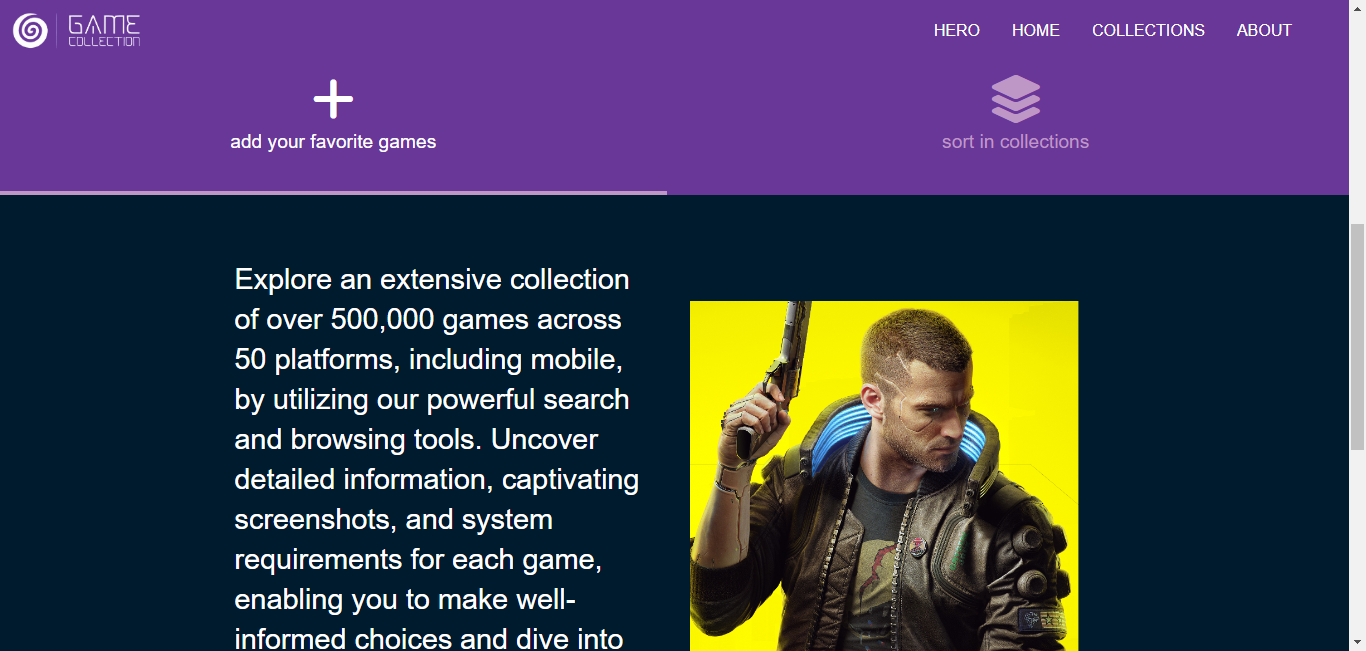 GAME
COLLECTION
HERO HOME COLLECTIONS ABOUT
add your favorite games
sort in collections
Explore an extensive collection
of over 500,000 games across
50 platforms, including mobile,
by utilizing our powerful search
and browsing tools. Uncover
detailed information, captivating
screenshots, and system
requirements for each game,
enabling you to make well-
informed choices and dive into